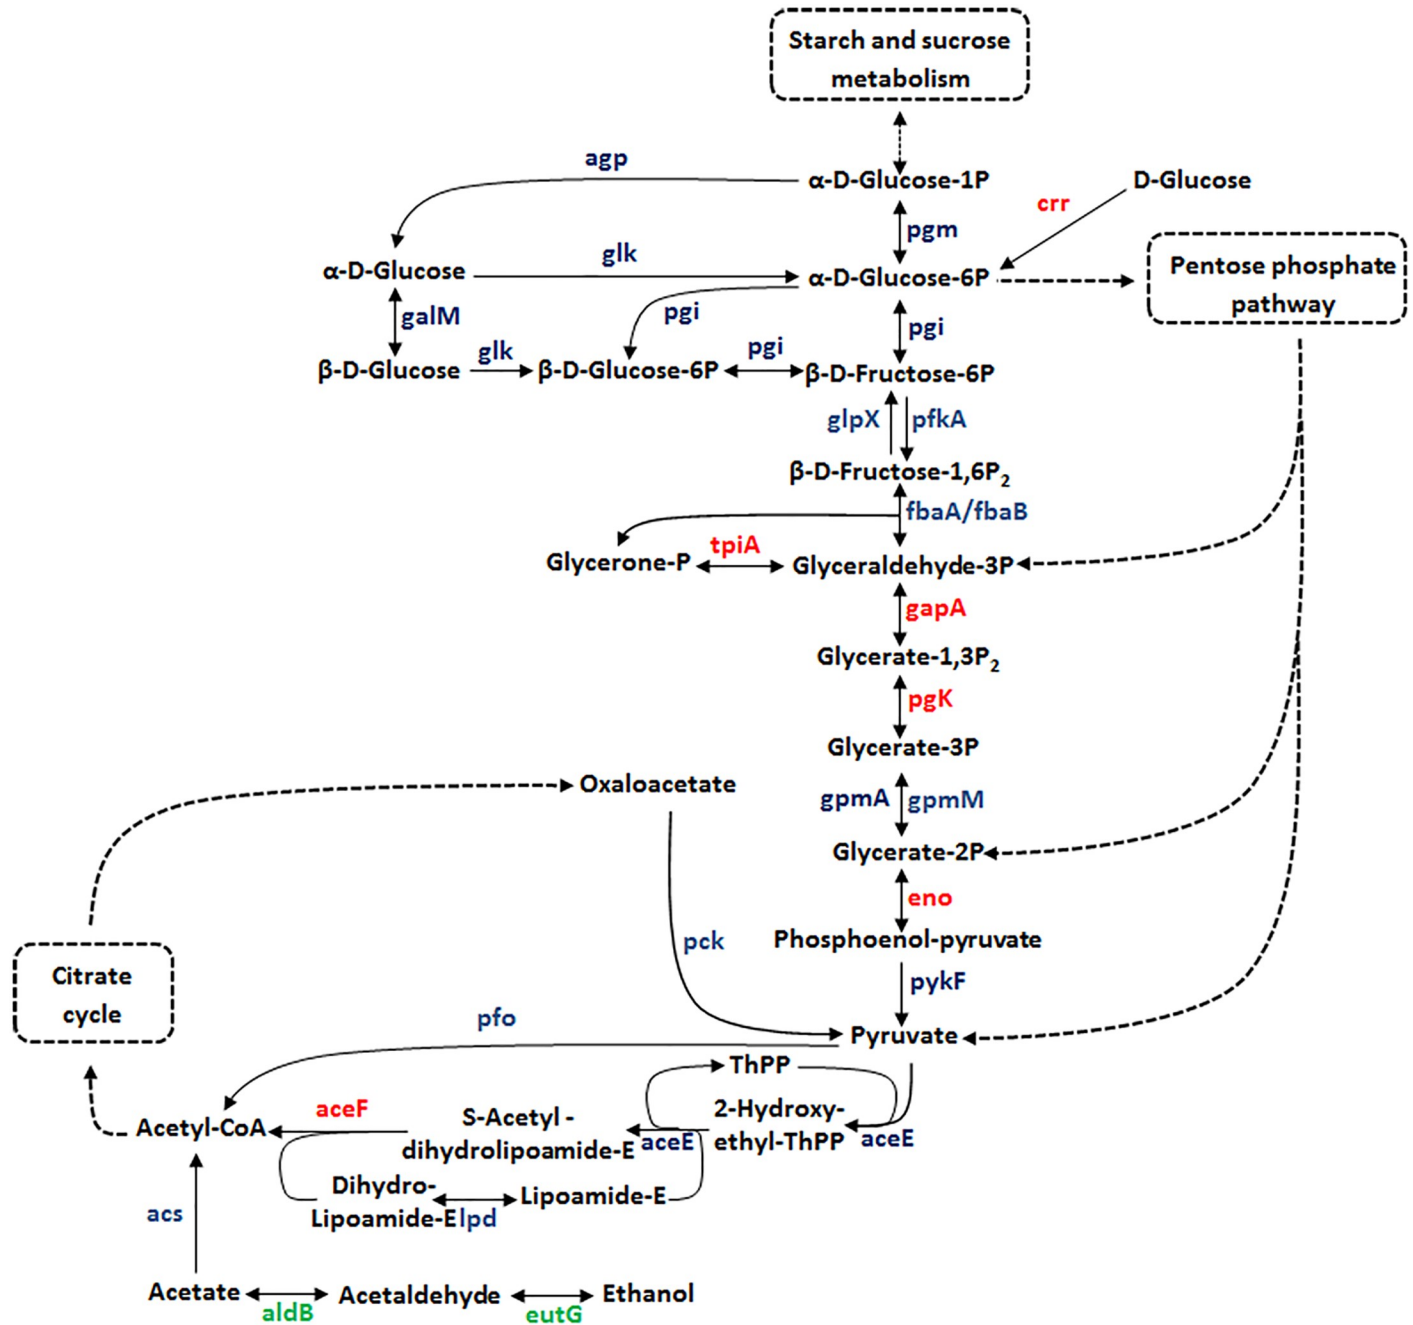 Starch and sucrose
metabolism
agp
α-D-Glucose-1P
D-Glucose
crr
pgm
α-D-Glucose
glk
α-D-Glucose-6P
Pentose phosphate
pathway
galM
pgi
pgi
β-D-Glucose
glk
β-D-Glucose-6P
pgi
β-D-Fructose-6P
glpX
pfkA
β-D-Fructose-1,6P2
fbaA/fbaB
Glycerone-P
tpiA
Glyceraldehyde-3P
gapA
Glycerate-1,3P2
pgK
Glycerate-3P
Oxaloacetate
gpmA
gpmM
Glycerate-2P
eno
Phosphoenol-pyruvate
pck
pykF
Citrate
cycle
pfo
Pyruvate
ThPP
Acetyl-CoA
aceF
S-Acetyl -
dihydrolipoamide-E
aceE
2-Hydroxy-
ethyl-ThPP
aceE
Dihydro-
Lipoamide-E
lpd
Lipoamide-E
acs
Acetate
aldB
Acetaldehyde
eutG
Ethanol